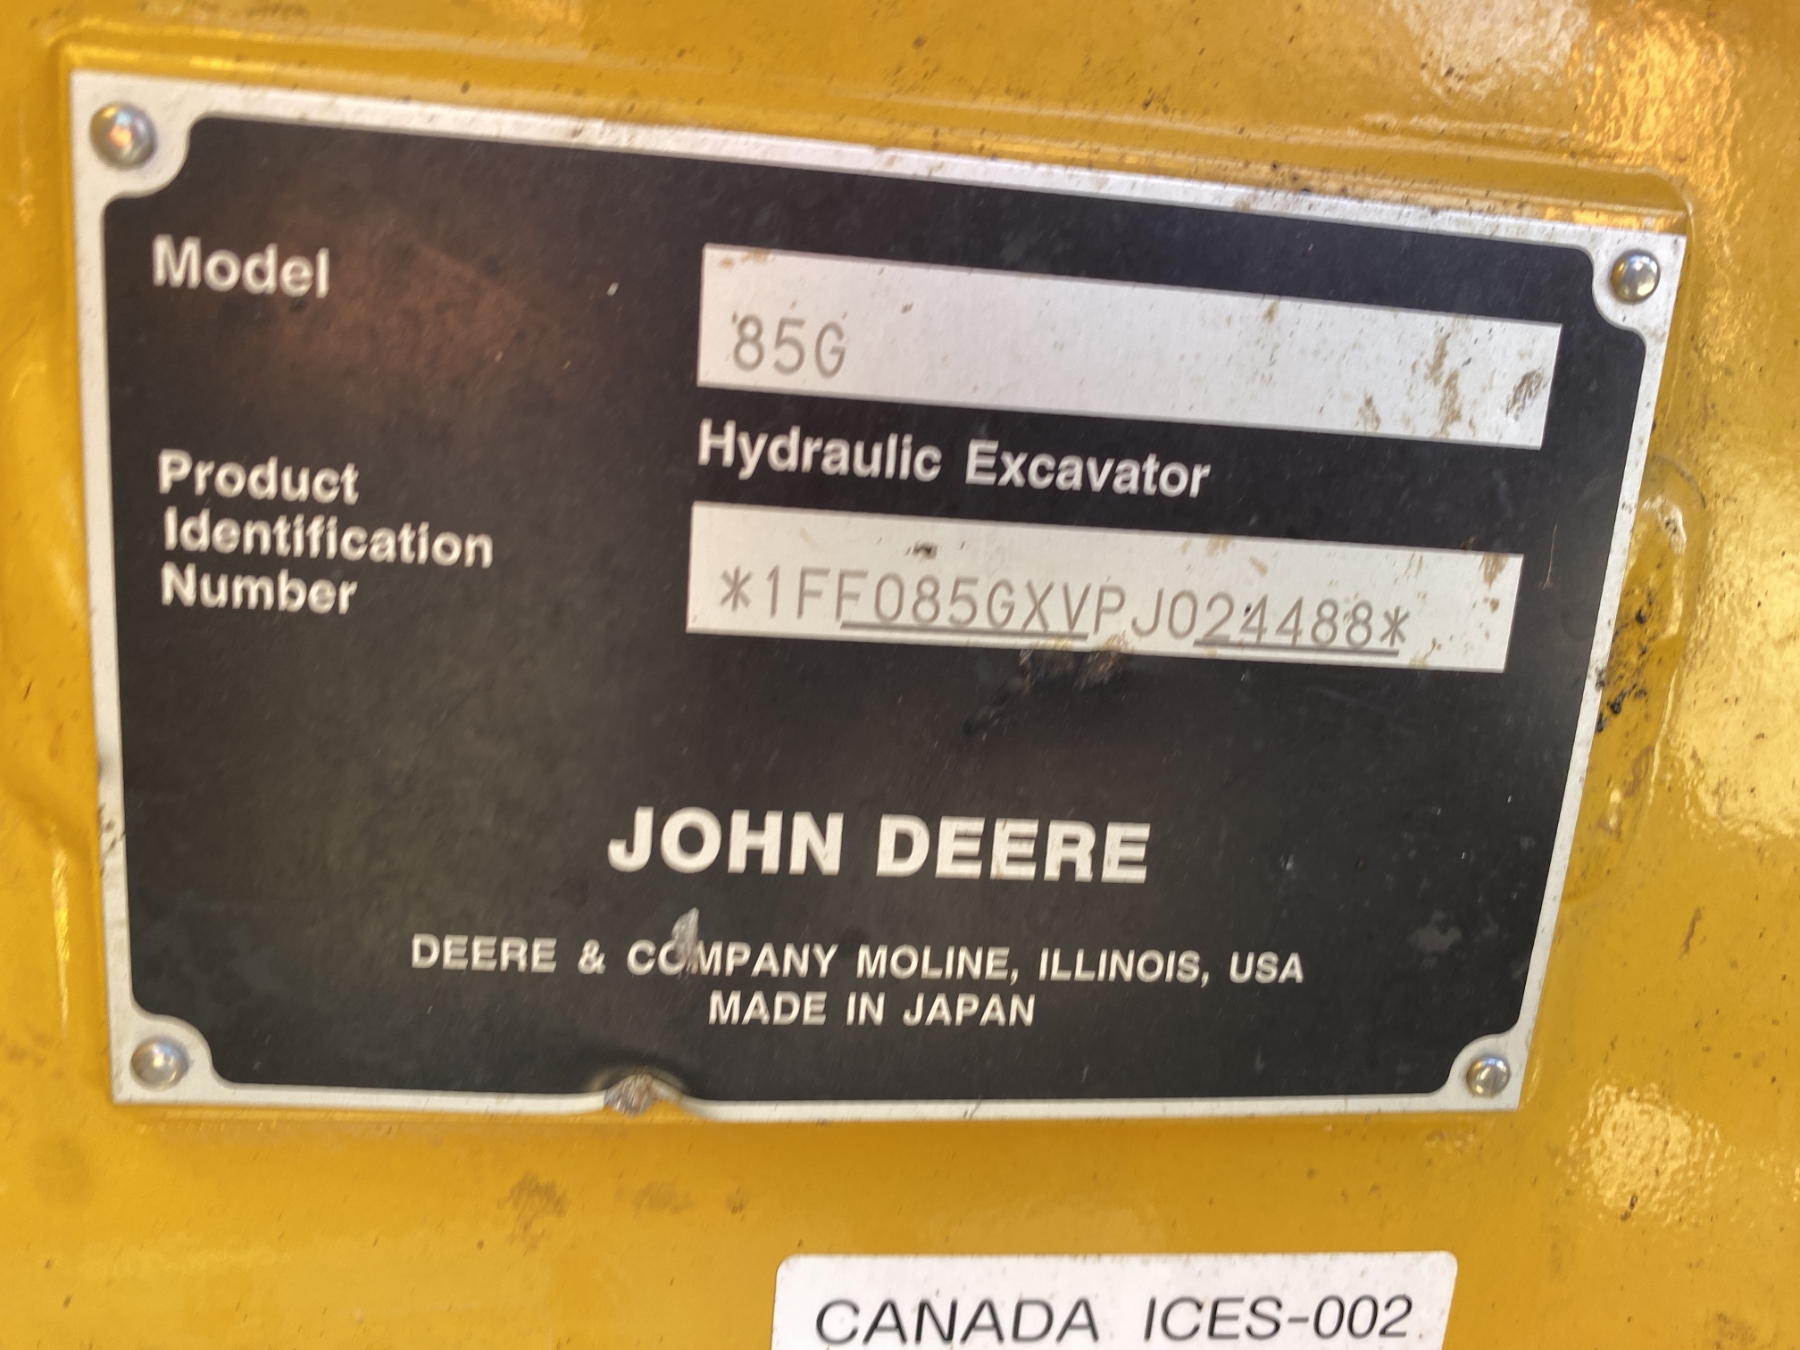 Model
85G
Hydraulic Excavator
Product
Identification
Number
*1FF085GXVPJ024488*
JOHN DEERE
DEERE & COMPANY MOLINE, ILLINOIS, USA
MADE IN JAPAN
CANADA ICES-002